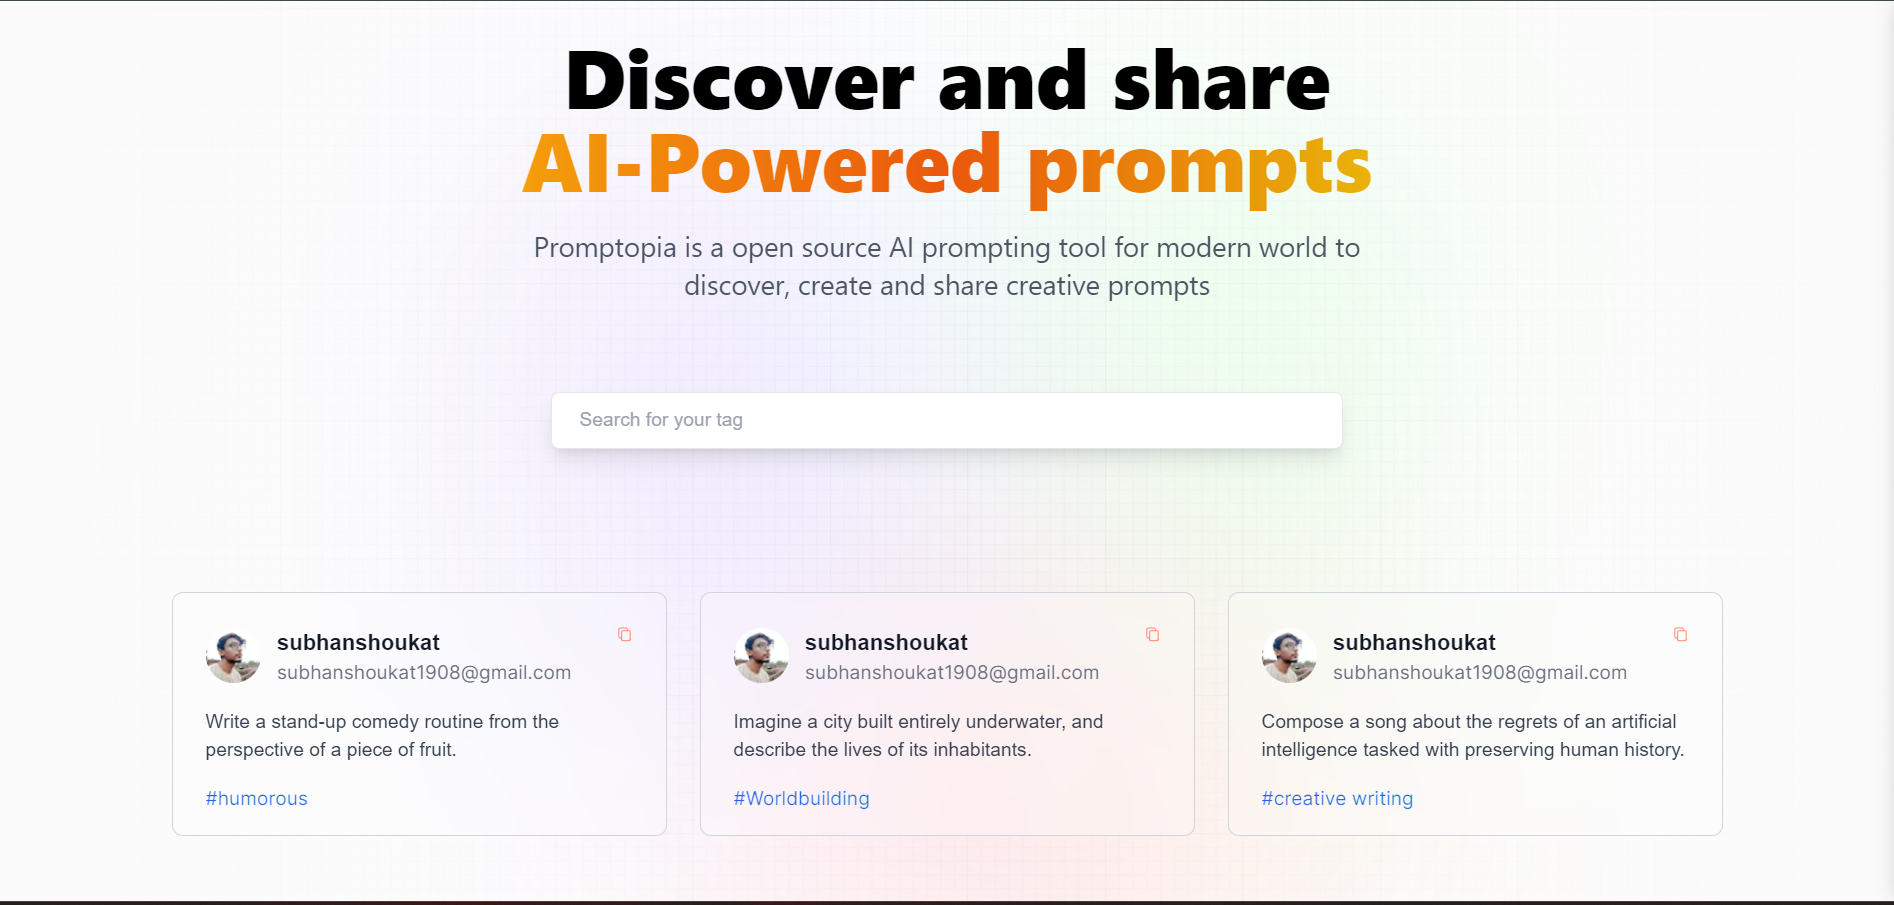 Discover and share
AI-Powered prompts
Promptopia is a open source AI prompting tool for modern world to
discover, create and share creative prompts
Search for your tag
subhanshoukat
subhanshoukat1908@gmail.com
Write a stand-up comedy routine from the
perspective of a piece of fruit.
#humorous
subhanshoukat
subhanshoukat1908@gmail.com
Imagine a city built entirely underwater, and
describe the lives of its inhabitants.
#Worldbuilding
subhanshoukat
subhanshoukat1908@gmail.com
Compose a song about the regrets of an artificial
intelligence tasked with preserving human history.
#creative writing